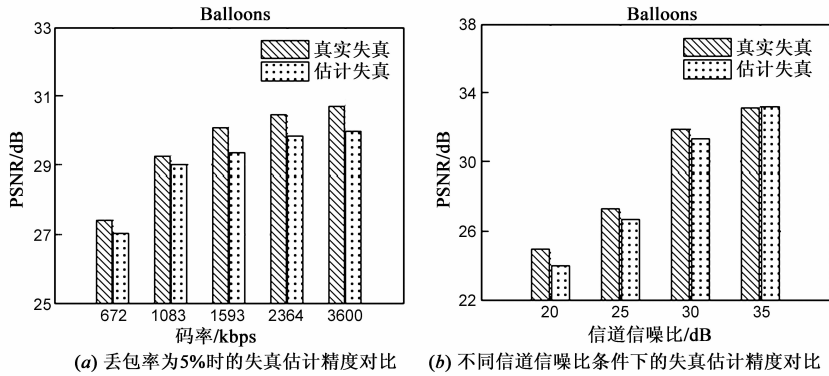 Balloons
33
31
29
27
25
PSNR/dB
真实失真
估计失真
672 1083 1593 2364 3600
码率/kbps
(a) 丢包率为5%时的失真估计精度对比
Balloons
38
34
30
26
22
PSNR/dB
真实失真
估计失真
20 25 30 35
信道信噪比/dB
(b) 不同信道信噪比条件下的失真估计精度对比